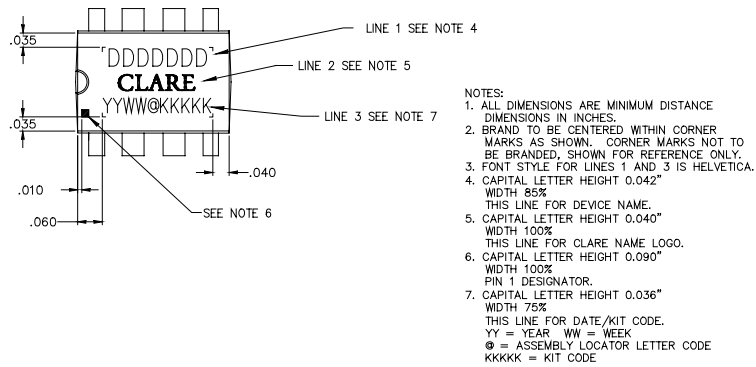 .035
LINE 1 SEE NOTE 4
DDDDDDD
LINE 2 SEE NOTE 5
CLARE
YYWW@KKKKK
LINE 3 SEE NOTE 7
.035
.040
.010
SEE NOTE 6
.060
NOTES:
1. ALL DIMENSIONS ARE MINIMUM DISTANCE
DIMENSIONS IN INCHES.
2. BRAND TO BE CENTERED WITHIN CORNER
MARKS AS SHOWN. CORNER MARKS NOT TO
BE BRANDED, SHOWN FOR REFERENCE ONLY.
3. FONT STYLE FOR LINES 1 AND 3 IS HELVETICA.
4. CAPITAL LETTER HEIGHT 0.042"
WIDTH 85%
THIS LINE FOR DEVICE NAME.
5. CAPITAL LETTER HEIGHT 0.040"
WIDTH 100%
THIS LINE FOR CLARE NAME LOGO.
6. CAPITAL LETTER HEIGHT 0.090"
WIDTH 100%
PIN 1 DESIGNATOR.
7. CAPITAL LETTER HEIGHT 0.036"
WIDTH 75%
THIS LINE FOR DATE/KIT CODE.
YY = YEAR WW = WEEK
@ = ASSEMBLY LOCATOR LETTER CODE
KKKKK = KIT CODE